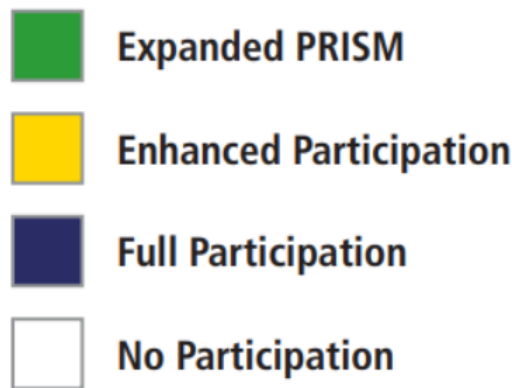 Expanded PRISM
Enhanced Participation
Full Participation
No Participation